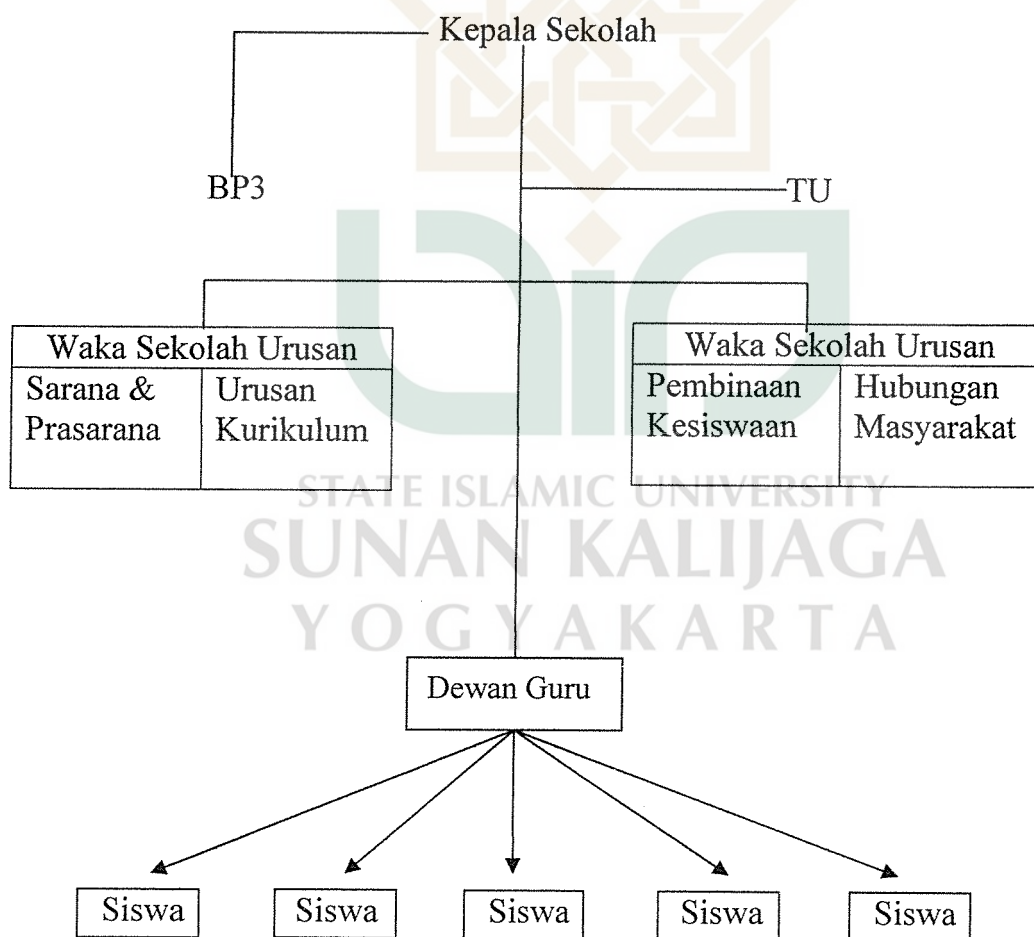 Kepala Sekolah
BP3
TU
Waka Sekolah Urusan
Sarana &
Prasarana
Urusan
Kurikulum
Waka Sekolah Urusan
Pembinaan
Kesiswaan
Hubungan
Masyarakat
STATE ISLAMIC UNIVERSITY
SUNAN KALIJAGA
YOGYAKARTA
Dewan Guru
Siswa
Siswa
Siswa
Siswa
Siswa